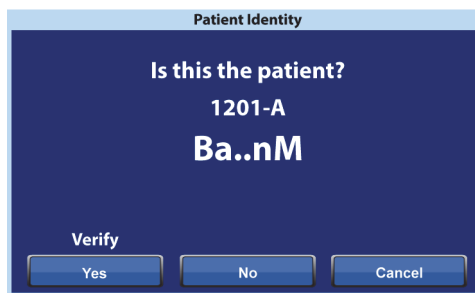 Patient Identity
Is this the patient?
1201-A
Ba..nM
Verify
Yes No Cancel